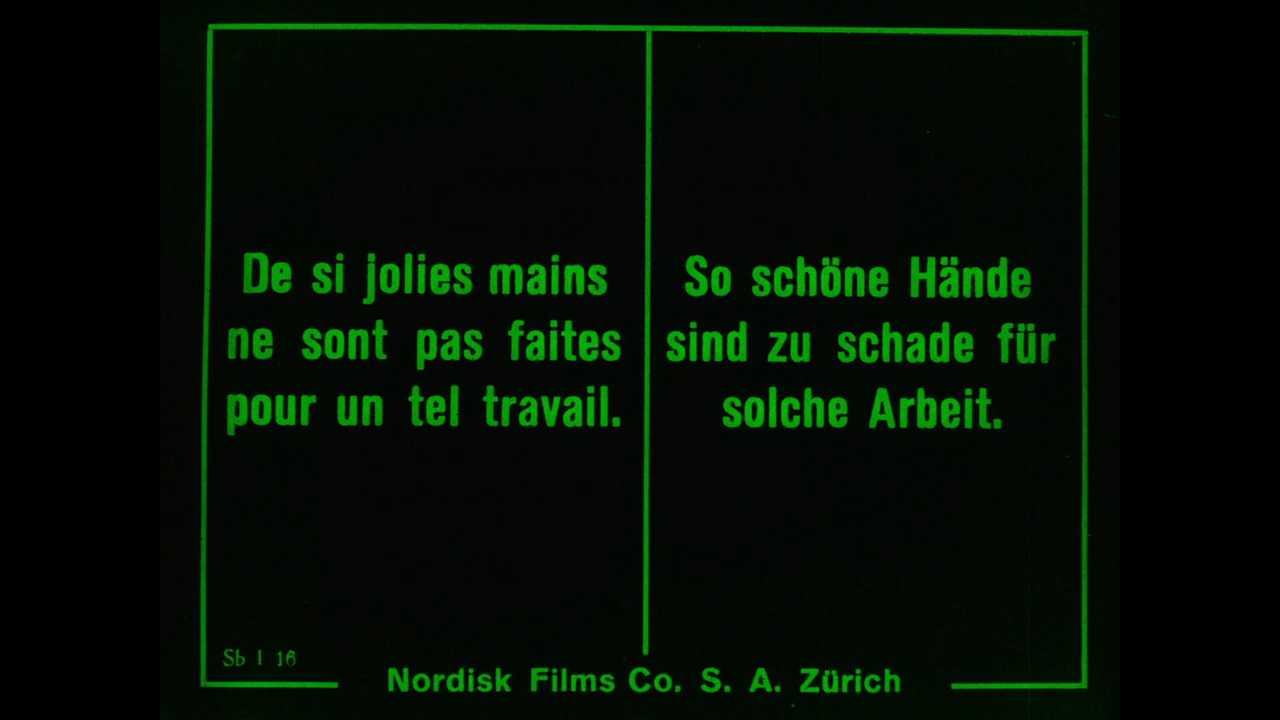 De si jolies mains
ne sont pas faites
pour un tel travail.
So schöne Hände
sind zu schade für
solche Arbeit.
Sb I 16
Nordisk Films Co. S. A. Zürich